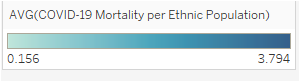 AVG(COVID-19 Mortality per Ethnic Population)
0.156 3.794